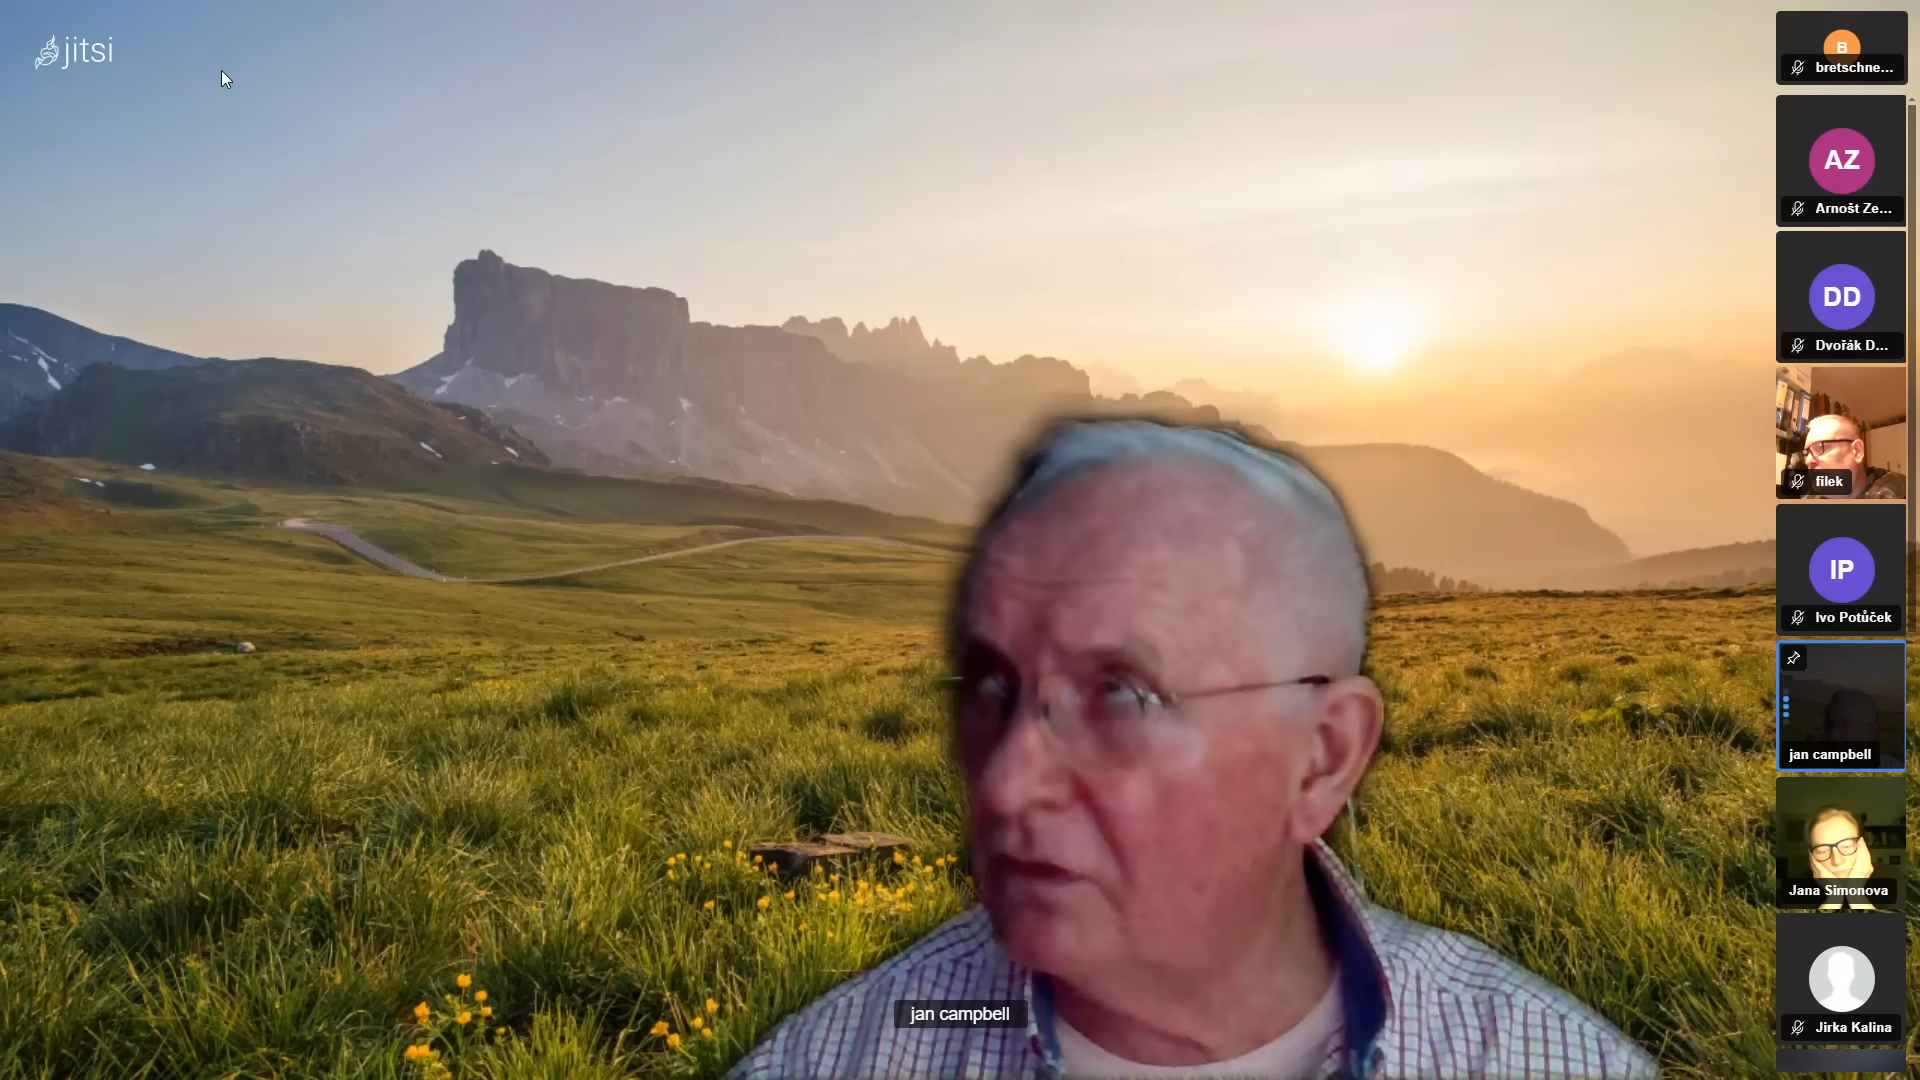 jitsi
B
bretschne...
AZ
Arnošt Ze...
DD
Dvořák D...
filek
IP
Ivo Potůček
jan campbell
Jana Simonova
Jirka Kalina
jan campbell